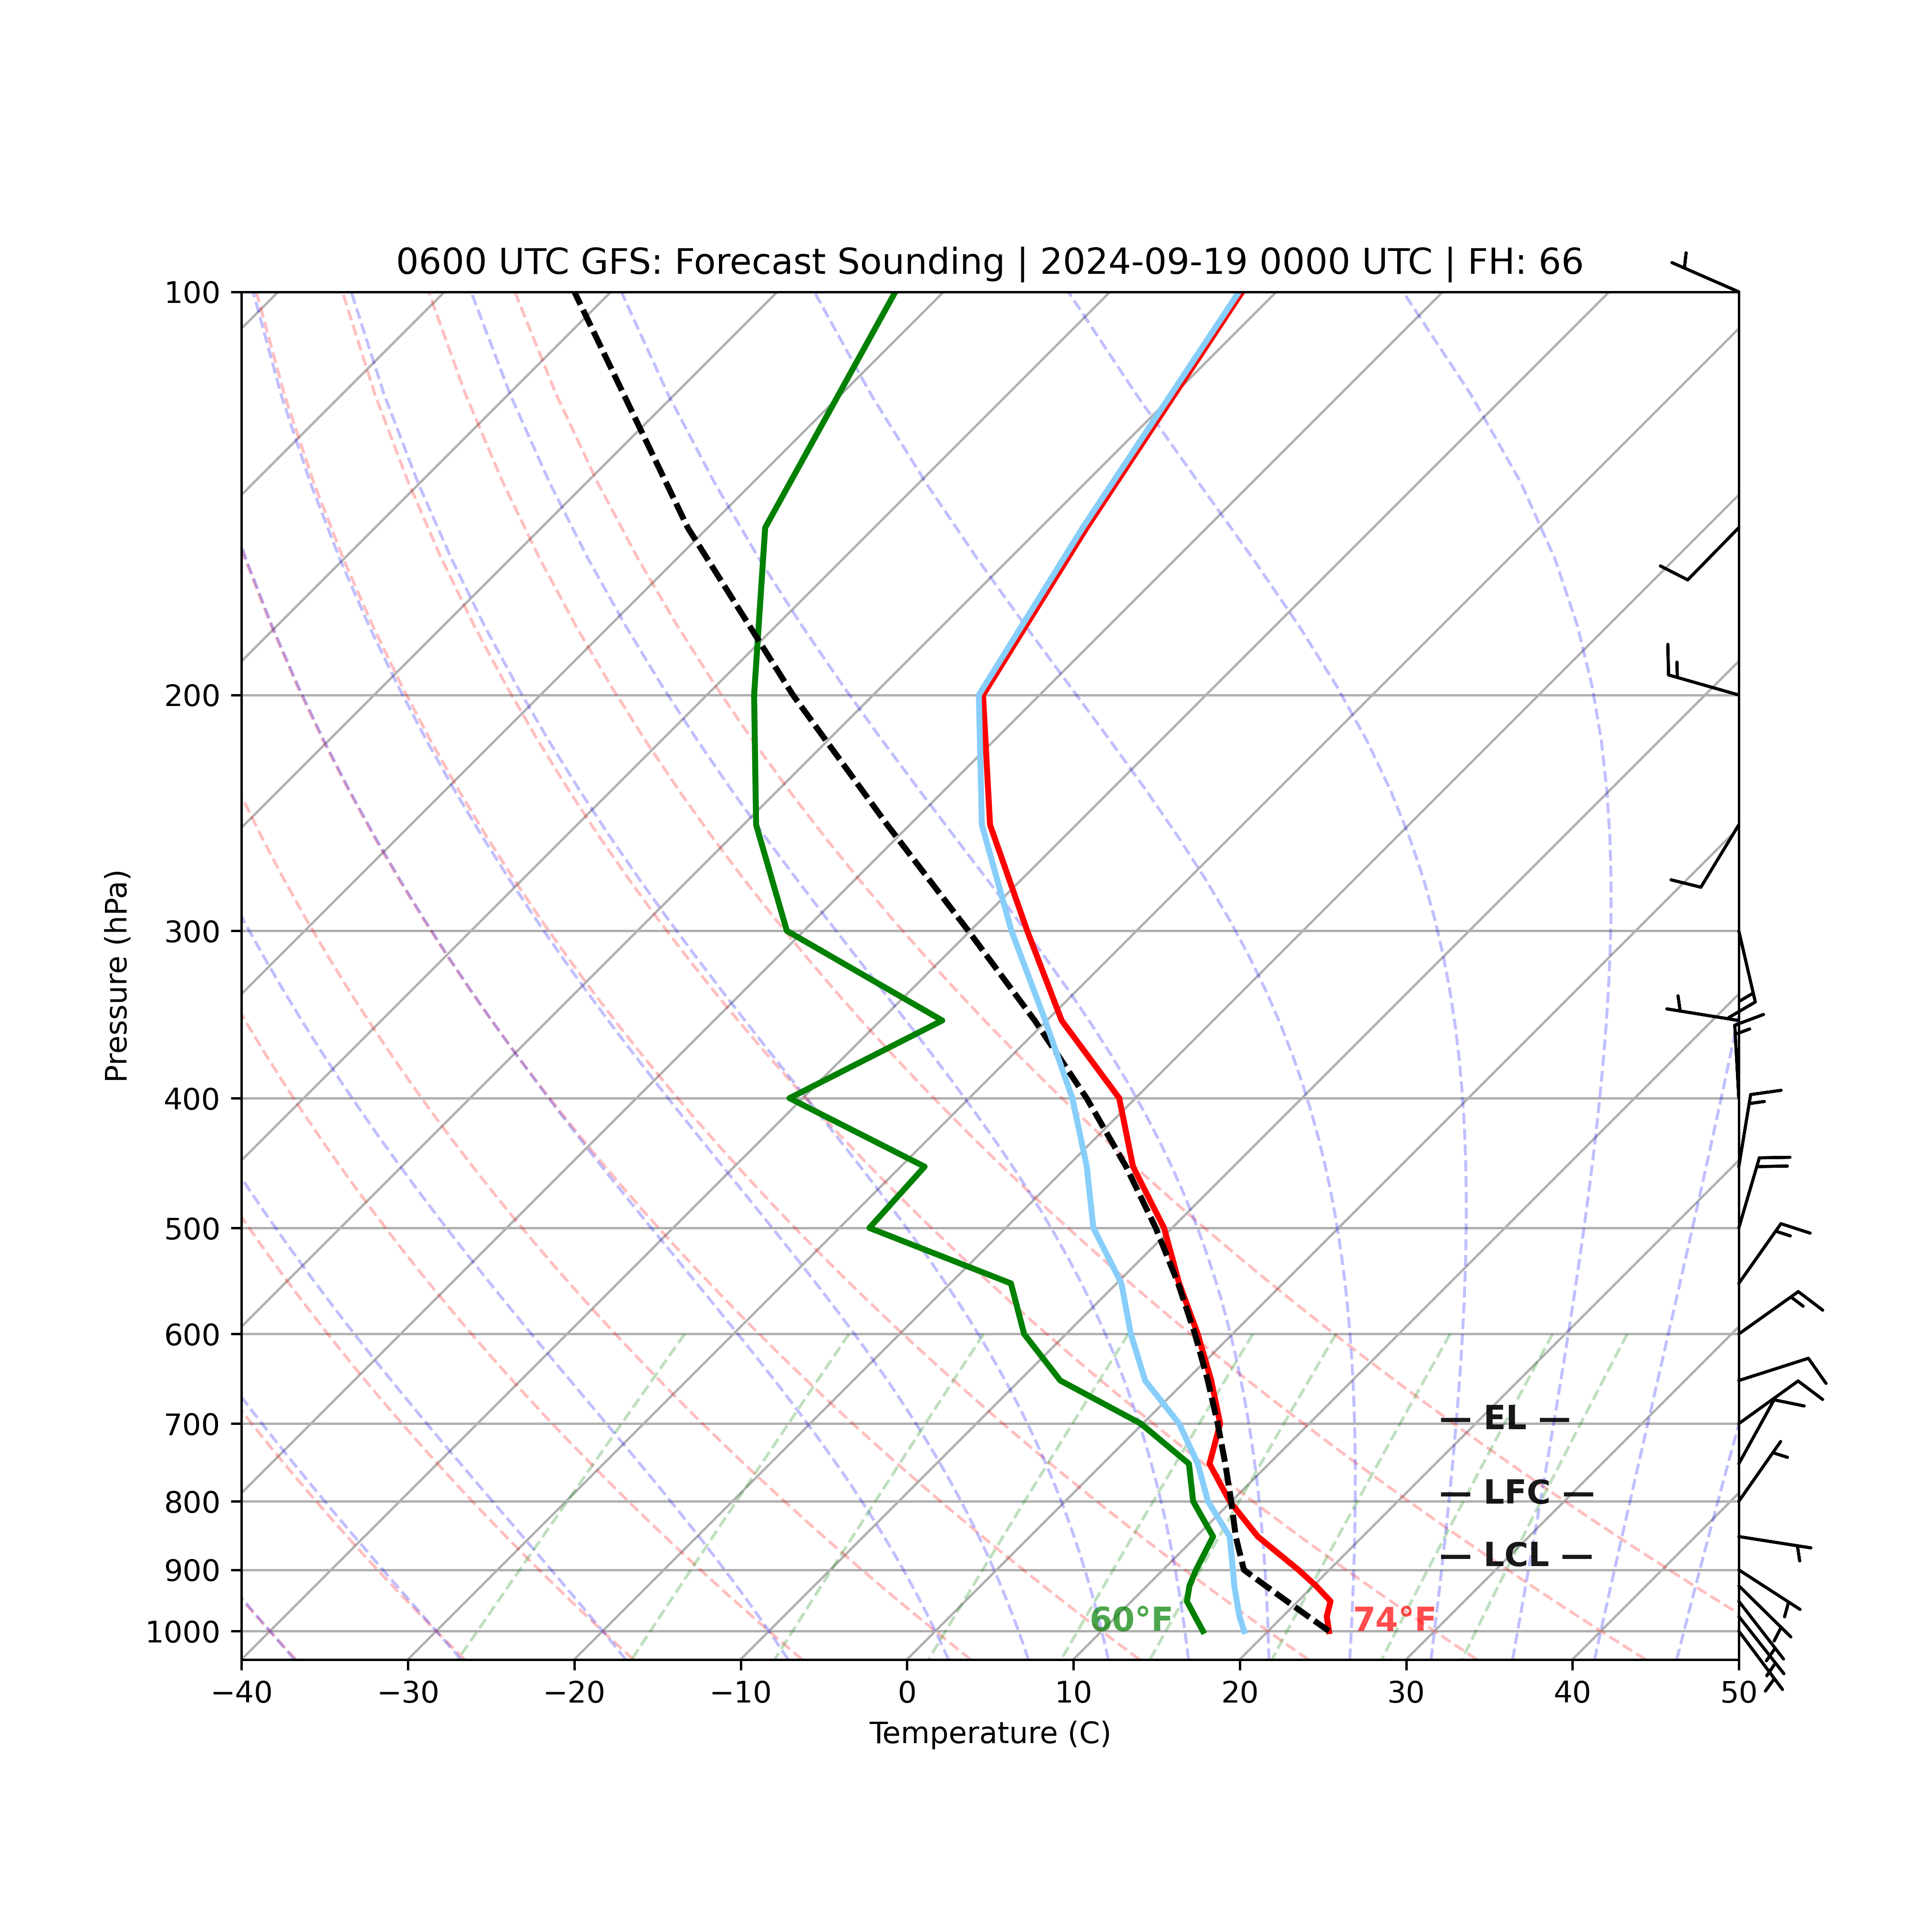 0600 UTC GFS: Forecast Sounding | 2024-09-19 0000 UTC | FH: 66
100
200
300
400
500
600
700
800
900
1000
Pressure (hPa)
— EL —
— LFC —
— LCL —
60°F
74°F
−40 −30 −20 −10 0 10 20 30 40 50
Temperature (C)